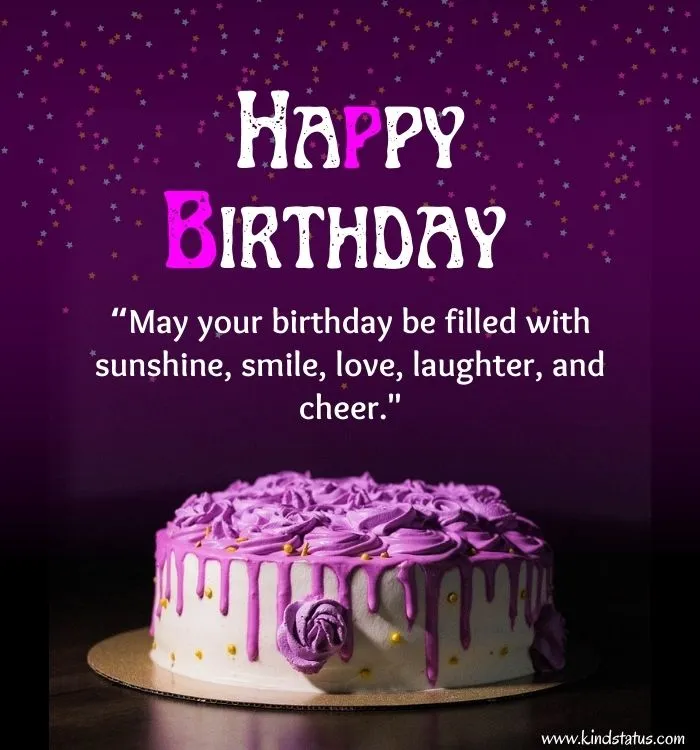 HAPPY
BIRTHDAY
“May your birthday be filled with
sunshine, smile, love, laughter, and
cheer."
www.kindstatus.com